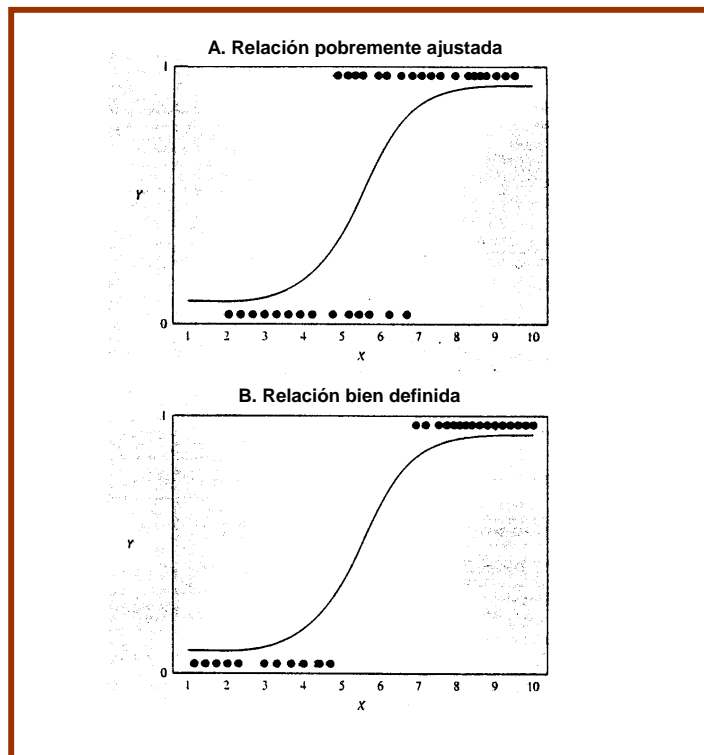 A. Relación pobremente ajustada
1
Y
0
1 2 3 4 5 6 7 8 9 10
X
B. Relación bien definida
1
Y
0
1 2 3 4 5 6 7 8 9 10
X